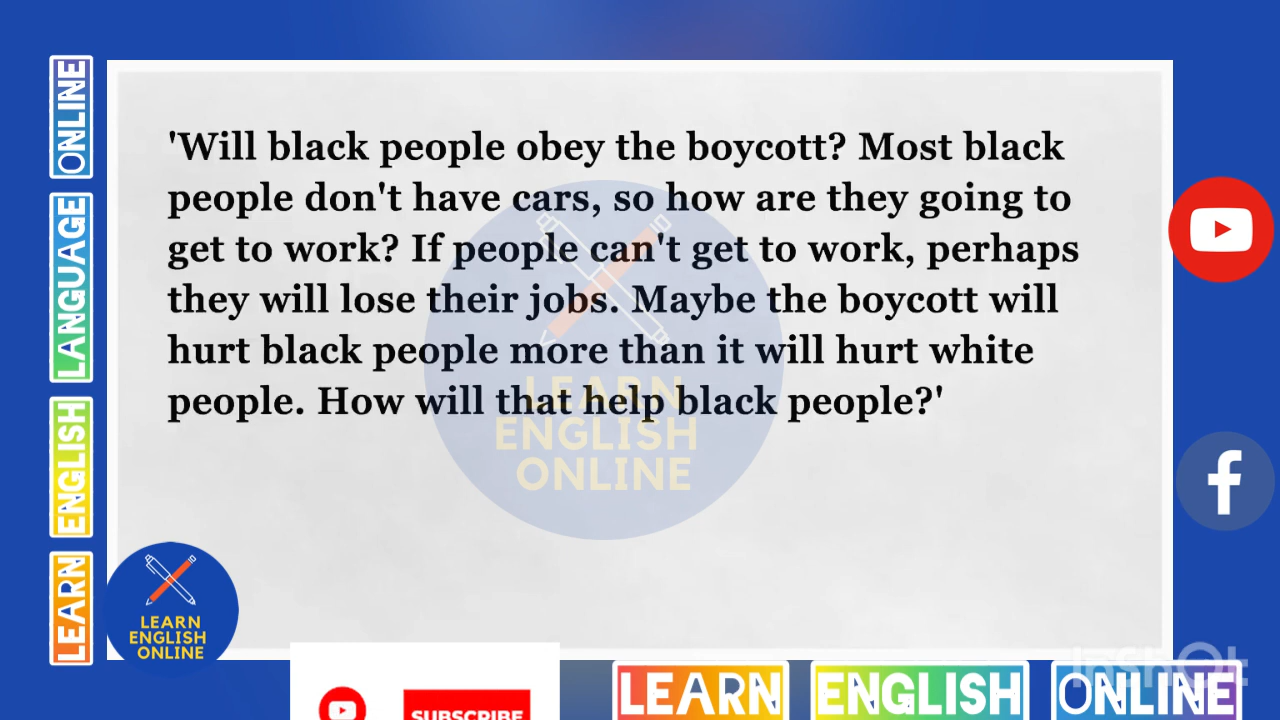 'Will black people obey the boycott? Most black
people don't have cars, so how are they going to
get to work? If people can't get to work, perhaps
they will lose their jobs. Maybe the boycott will
hurt black people more than it will hurt white
people. How will that help black people?'
LEARN
ENGLISH
ONLINE
LEARN ENGLISH LANGUAGE ONLINE
LEARN
ENGLISH
ONLINE
SUBSCRIBE
LEARN ENGLISH ONLINE
InShOt